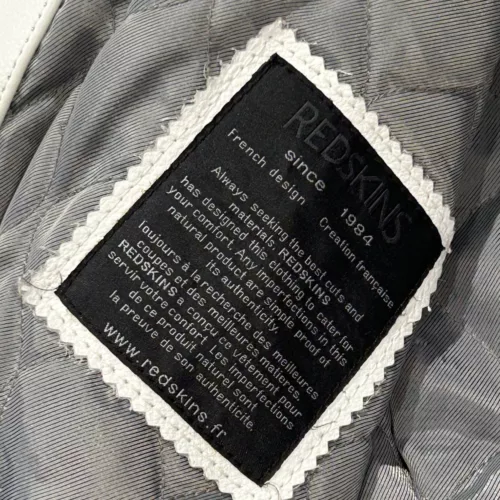 REDSKINS
since 1984
French design Création française
Always seeking the best cuts and
materials, REDSKINS
has designed this clothing to cater for
your comfort. Any imperfections in this
natural product are simple proof of
its authenticity.
toujours à la recherche des meilleures
coupes et des meilleures matières,
REDSKINS a conçu ce vêtement pour
servir votre confort. Les imperfections
de ce produit naturel sont
la preuve de son authenticité.
www.redskins.fr